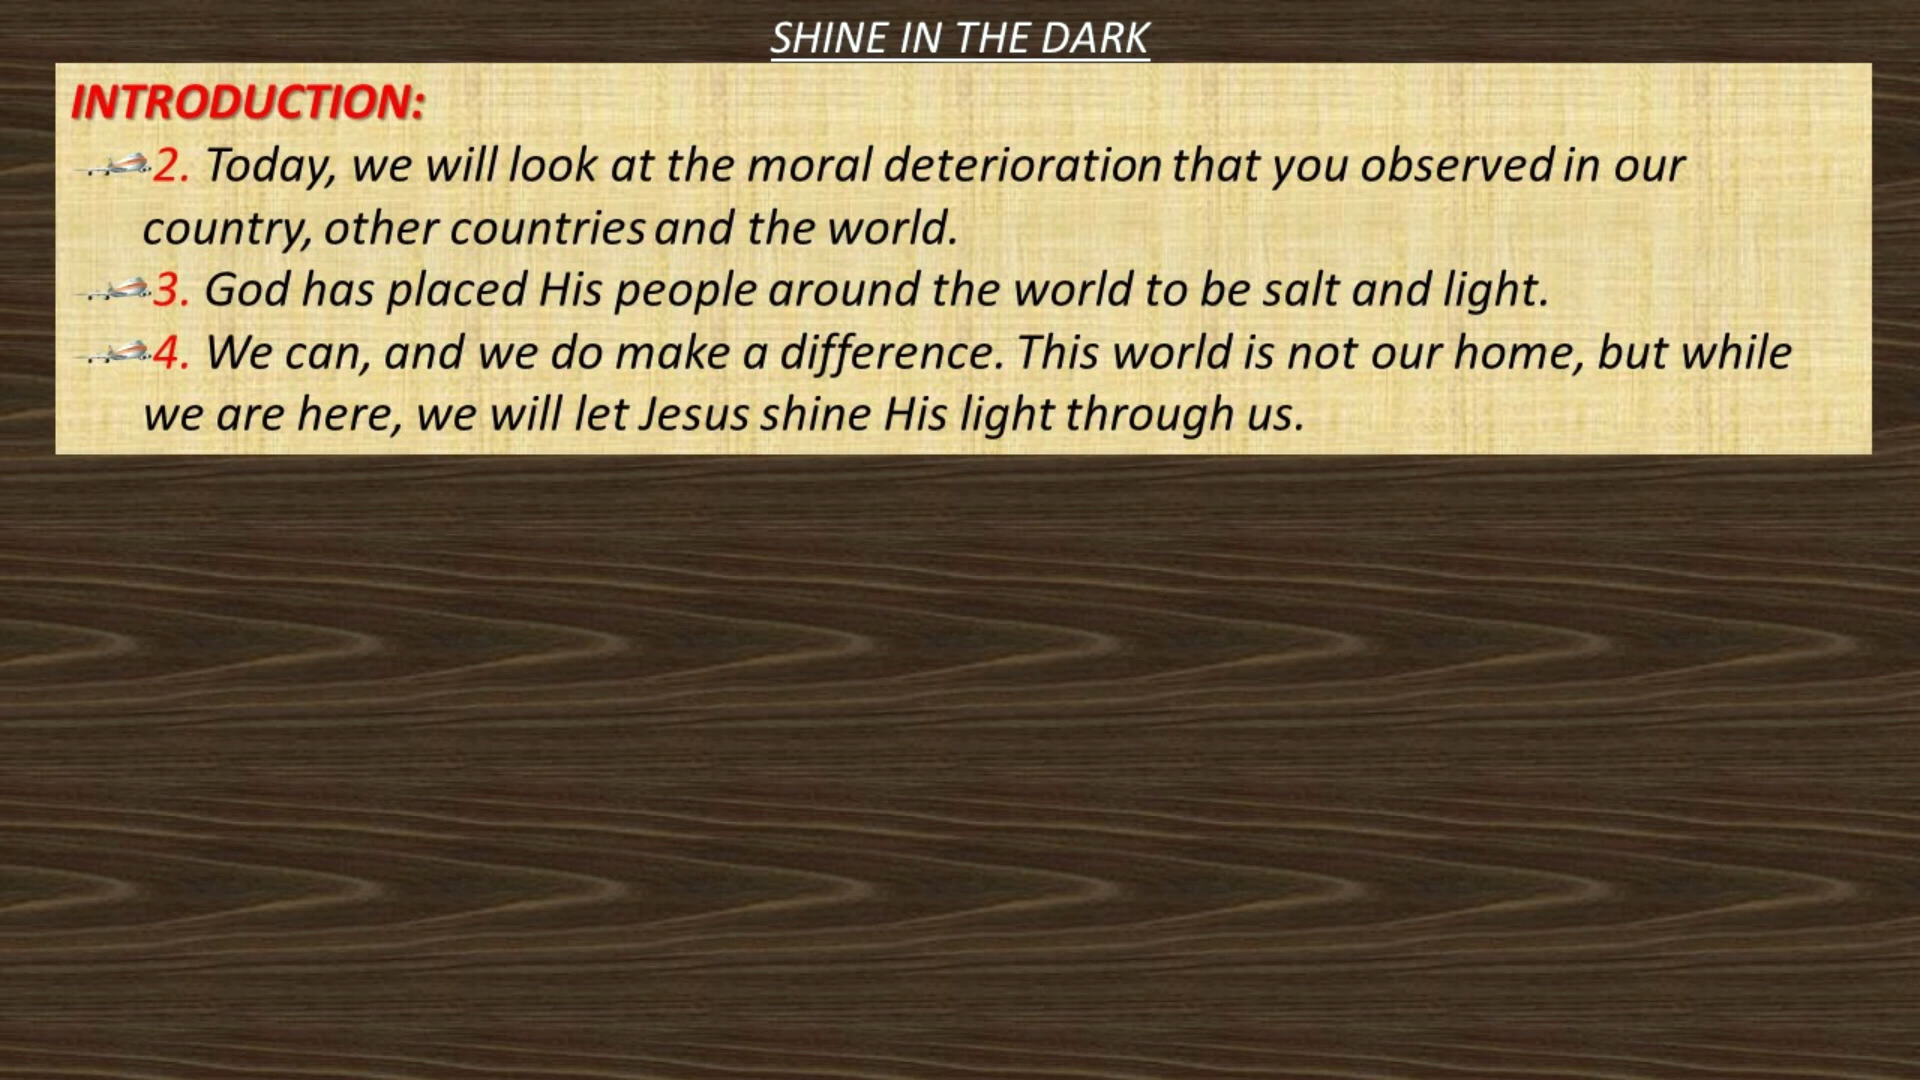 SHINE IN THE DARK
INTRODUCTION:
2. Today, we will look at the moral deterioration that you observed in our
country, other countries and the world.
3. God has placed His people around the world to be salt and light.
4. We can, and we do make a difference. This world is not our home, but while
we are here, we will let Jesus shine His light through us.